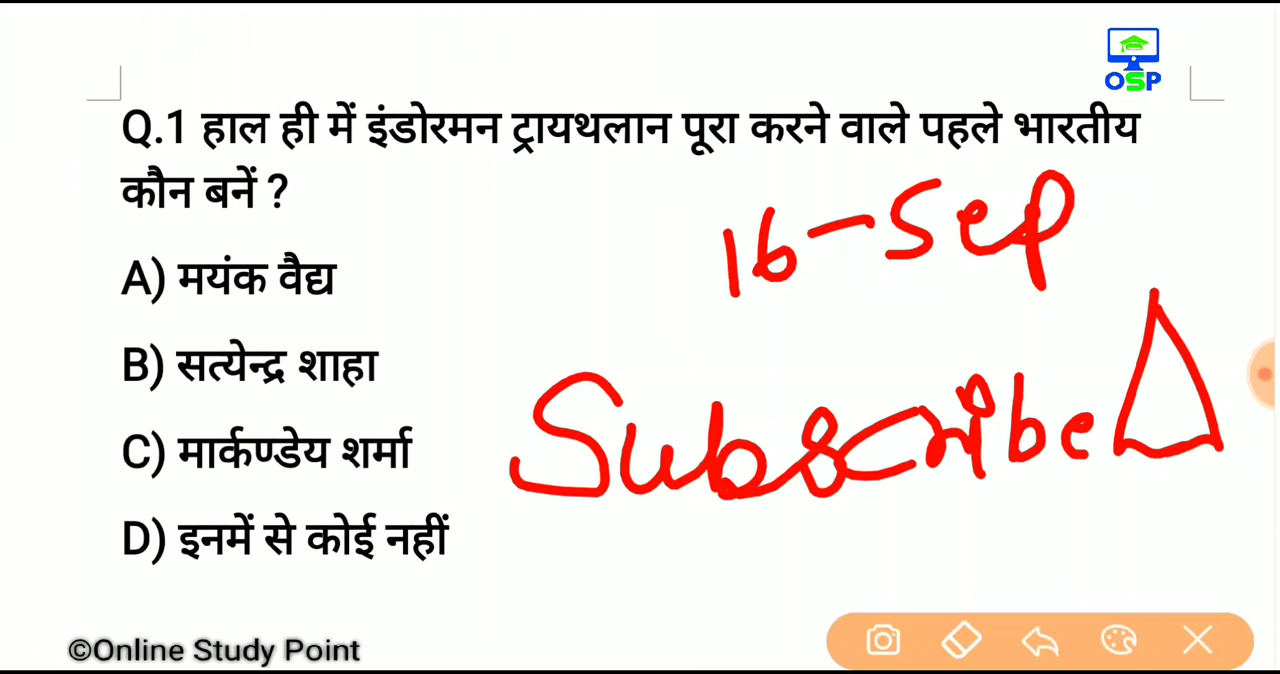 OSP
Q.1 हाल ही में इंडोरमन ट्रायथलान पूरा करने वाले पहले भारतीय
कौन बनें ?
16-Sep
A) मयंक वैद्य
B) सत्येन्द्र शाहा
Subscribe
C) मार्कण्डेय शर्मा
D) इनमें से कोई नहीं
©Online Study Point